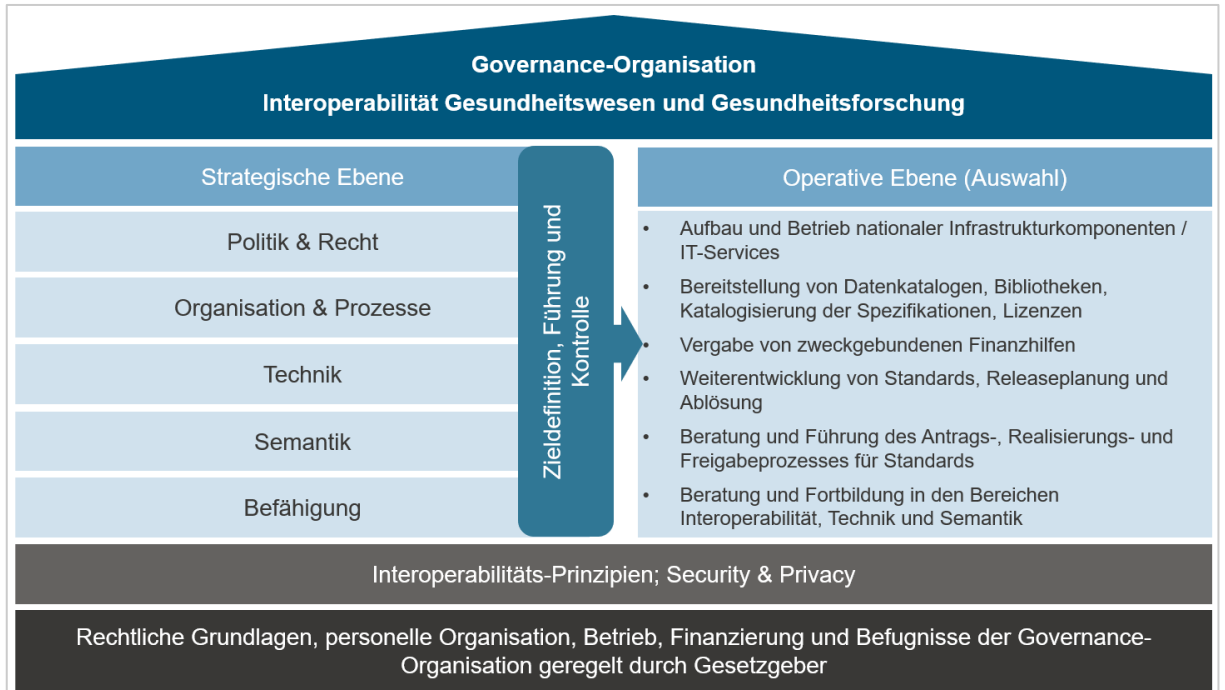 Governance-Organisation
Interoperabilität Gesundheitswesen und Gesundheitsforschung
Strategische Ebene
Politik & Recht
Organisation & Prozesse
Technik
Semantik
Befähigung
Zieldefinition, Führung und
Kontrolle
Operative Ebene (Auswahl)
• Aufbau und Betrieb nationaler Infrastrukturkomponenten /
IT-Services
• Bereitstellung von Datenkatalogen, Bibliotheken,
Katalogisierung der Spezifikationen, Lizenzen
• Vergabe von zweckgebundenen Finanzhilfen
• Weiterentwicklung von Standards, Releaseplanung und
Ablösung
• Beratung und Führung des Antrags-, Realisierungs- und
Freigabeprozesses für Standards
• Beratung und Fortbildung in den Bereichen
Interoperabilität, Technik und Semantik
Interoperabilitäts-Prinzipien; Security & Privacy
Rechtliche Grundlagen, personelle Organisation, Betrieb, Finanzierung und Befugnisse der Governance-
Organisation geregelt durch Gesetzgeber